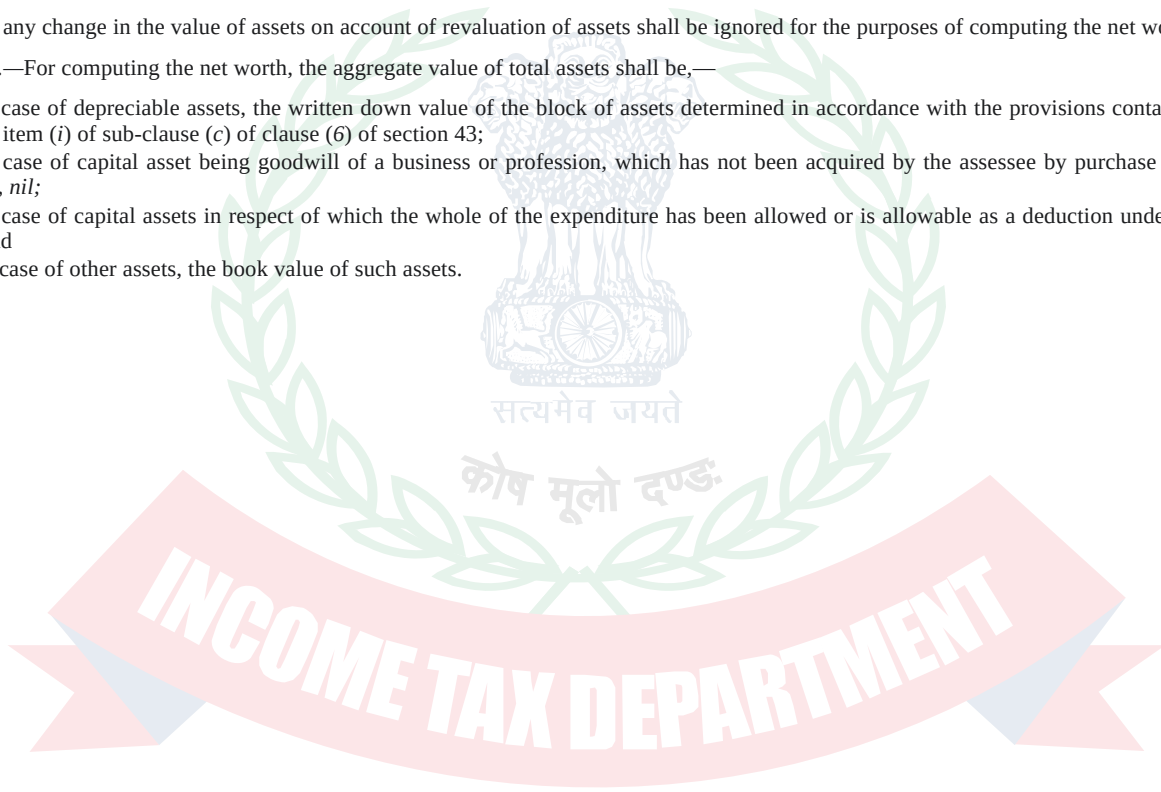 any change in the value of assets on account of revaluation of assets shall be ignored for the purposes of computing the net
.—For computing the net worth, the aggregate value of total assets shall be,—
case of depreciable assets, the written down value of the block of assets determined in accordance with the provisions
item (i) of sub-clause (c) of clause (6) of section 43;
case of capital asset being goodwill of a business or profession, which has not been acquired by the assessee by purchase
, nil;
case of capital assets in respect of which the whole of the expenditure has been allowed or is allowable as a deduction
case of other assets, the book value of such assets.
सत्यमेव जयते
कोष मूलो दण्डः
INCOME TAX DEPARTMENT